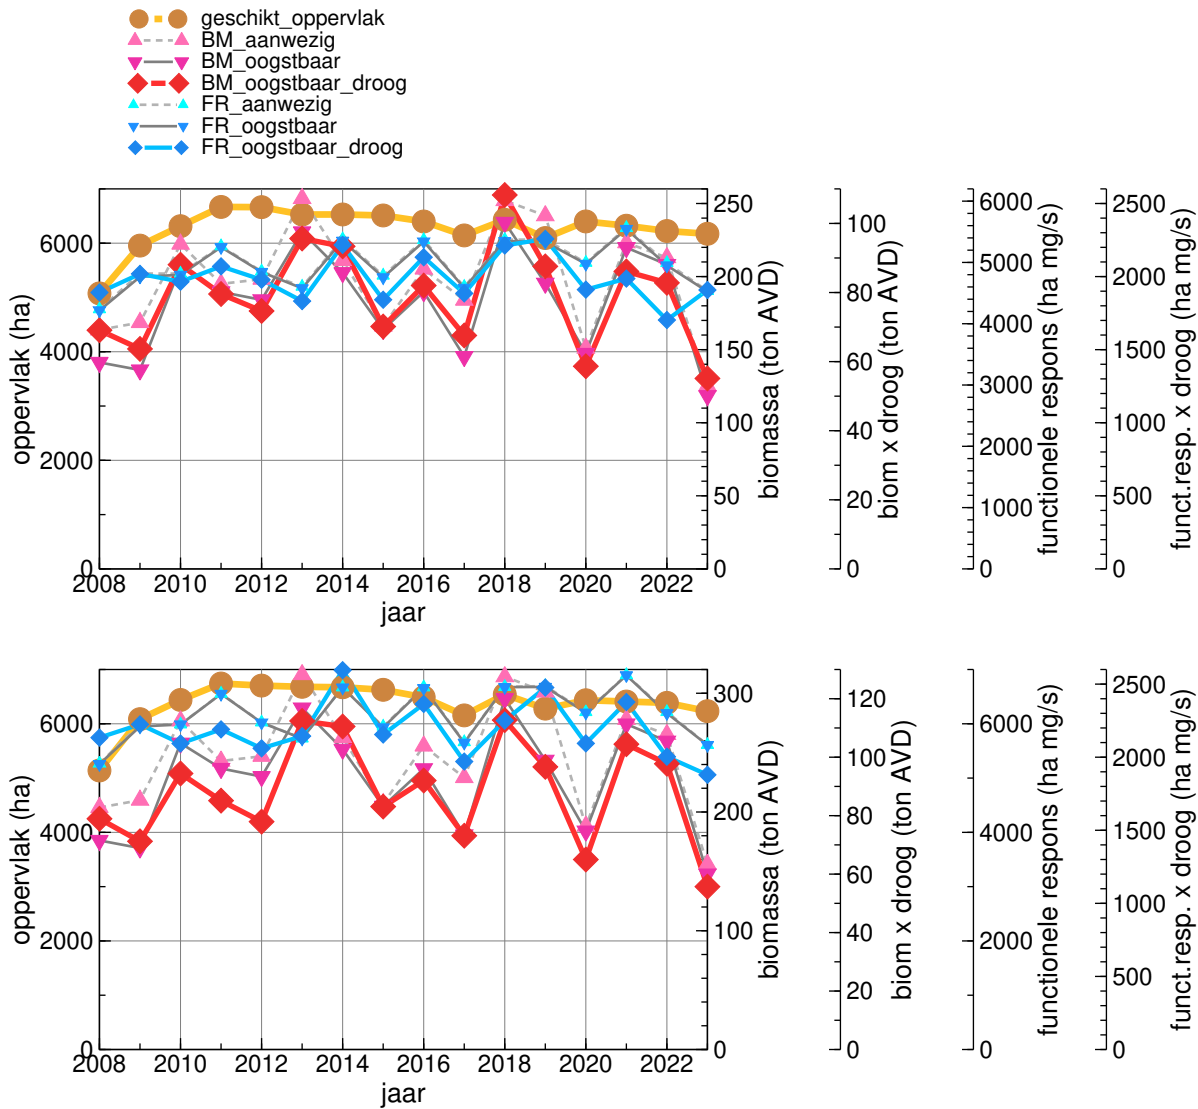 geschikt_oppervlak
BM_aanwezig
BM_oogstbaar
BM_oogstbaar_droog
FR_aanwezig
FR_oogstbaar
FR_oogstbaar_droog
oppervlak (ha)
0
2000
4000
6000
2008 2010 2012 2014 2016 2018 2020 2022
jaar
0
50
100
150
200
250
biomassa (ton AVD)
0
20
40
60
80
100
biom x droog (ton AVD)
0
1000
2000
3000
4000
5000
6000
functionele respons (ha mg/s)
0
500
1000
1500
2000
2500
funct.resp. x droog (ha mg/s)
oppervlak (ha)
0
2000
4000
6000
2008 2010 2012 2014 2016 2018 2020 2022
jaar
0
100
200
300
biomassa (ton AVD)
0
20
40
60
80
100
120
biom x droog (ton AVD)
0
2000
4000
6000
functionele respons (ha mg/s)
0
500
1000
1500
2000
2500
funct.resp. x droog (ha mg/s)